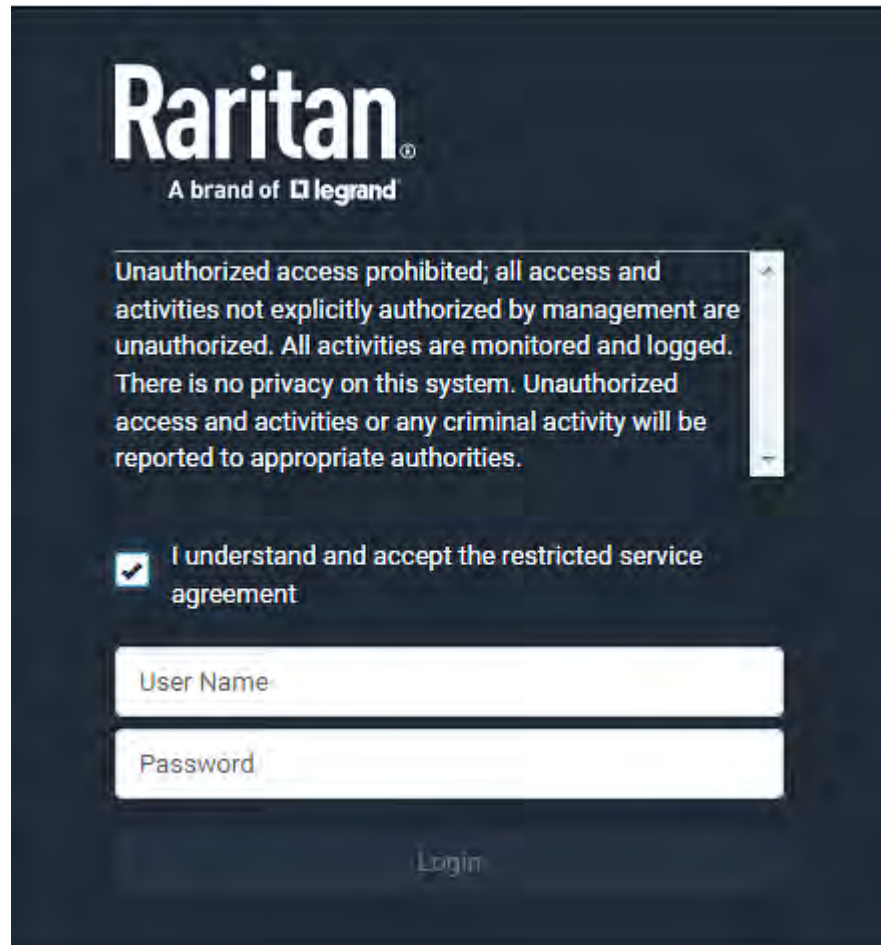 Raritan®
A brand of legrand
Unauthorized access prohibited; all access and
activities not explicitly authorized by management are
unauthorized. All activities are monitored and logged.
There is no privacy on this system. Unauthorized
access and activities or any criminal activity will be
reported to appropriate authorities.
I understand and accept the restricted service
agreement
User Name
Password
Login